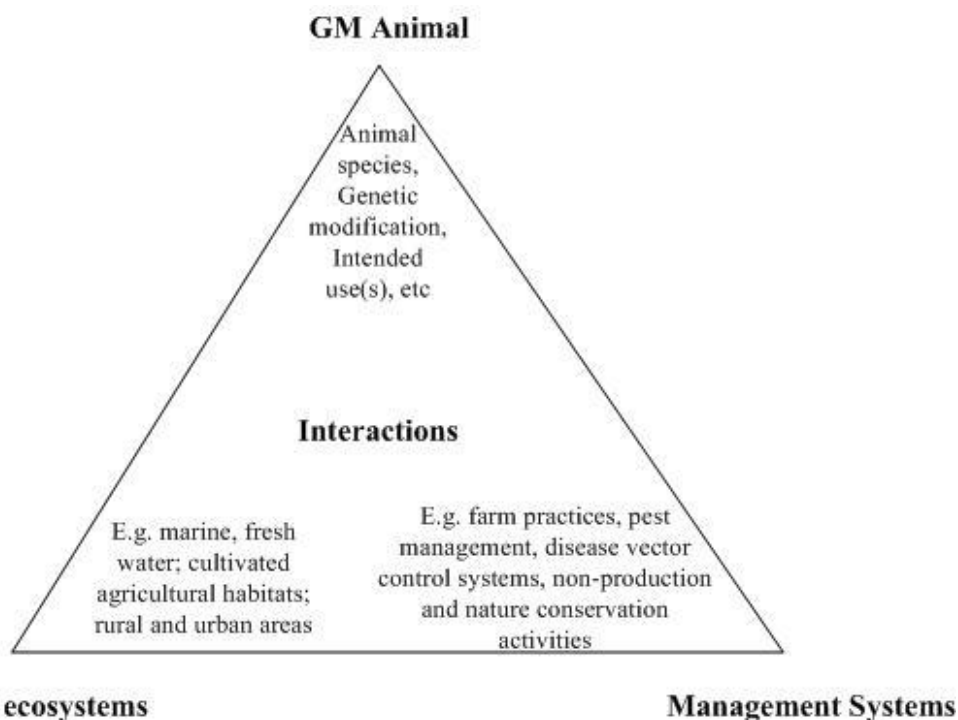 GM Animal
Animal
species,
Genetic
modification,
Intended
use(s), etc
Interactions
E.g. marine, fresh
water; cultivated
agricultural habitats;
rural and urban areas
E.g. farm practices, pest
management, disease vector
control systems, non-production
and nature conservation
activities
ecosystems
Management Systems